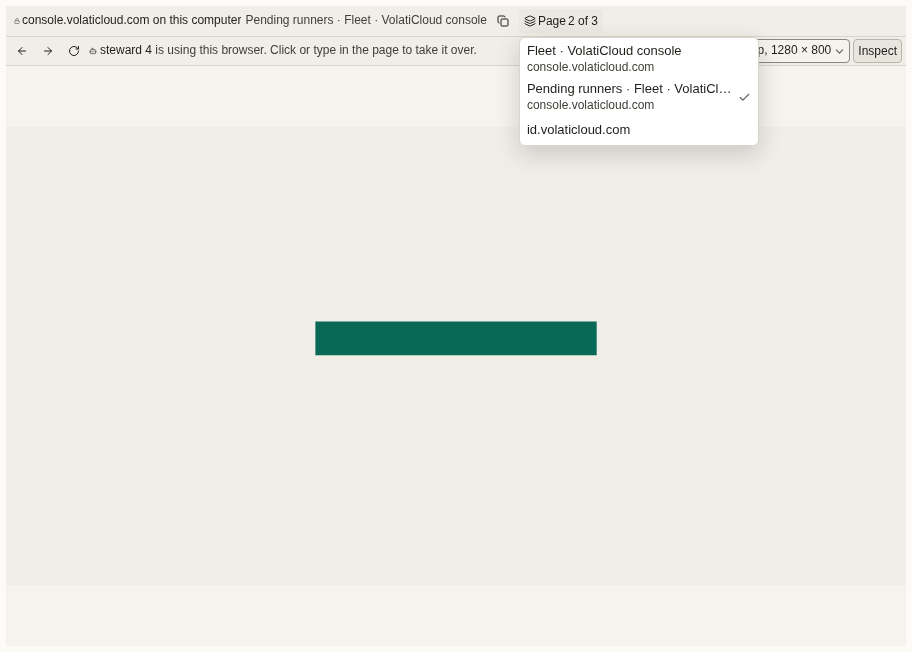 console.volaticloud.com on this computer Pending runners · Fleet · VolatiCloud console Page 2 of 3
steward 4 is using this browser. Click or type in the page to take it over.
p, 1280 × 800
Inspect
Fleet · VolatiCloud console
console.volaticloud.com
Pending runners · Fleet · VolatiCl…
console.volaticloud.com
id.volaticloud.com